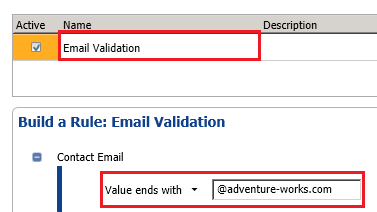 Active Name Description
Email Validation
Build a Rule: Email Validation
Contact Email
Value ends with @adventure-works.com